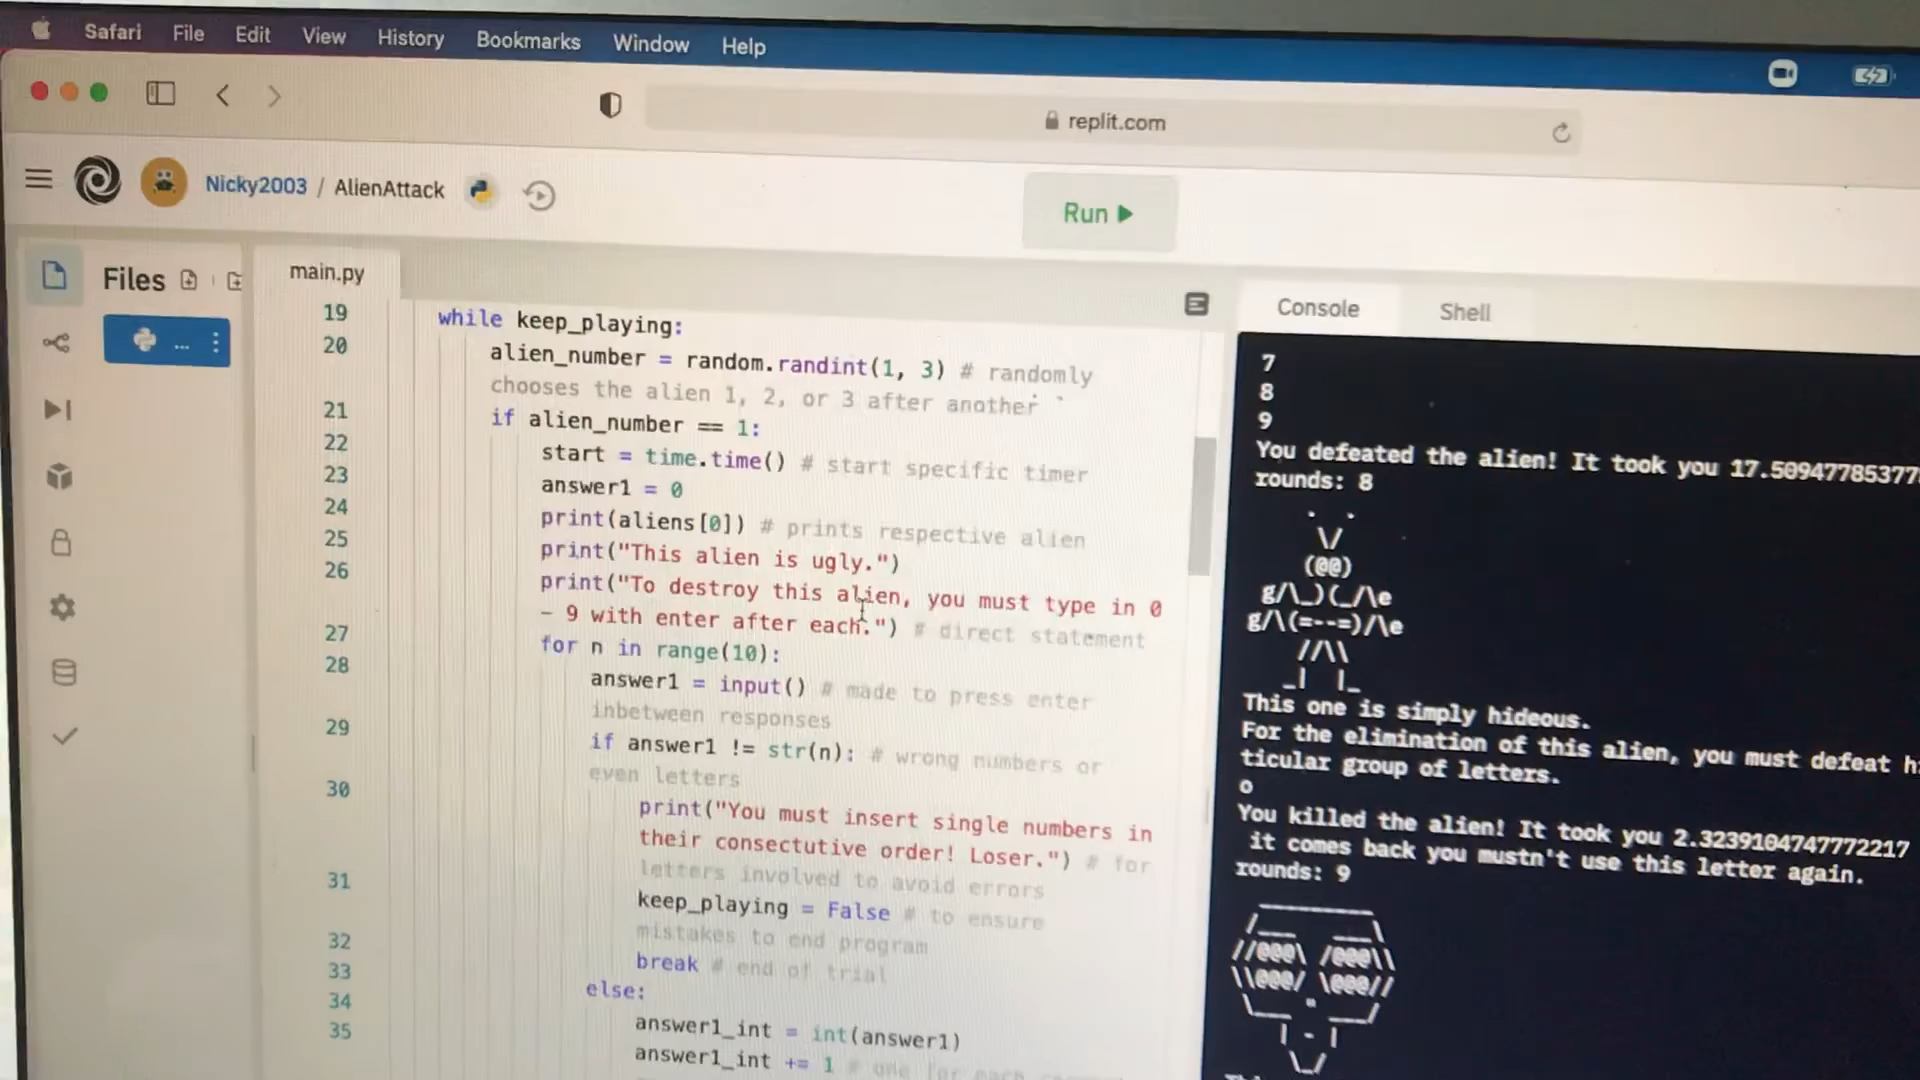 Safari File Edit View History Bookmarks Window Help
replit.com
Nicky2003 / AlienAttack
Run
Files
main.py
...
19 while keep_playing:
20 alien_number = random.randint(1, 3) # randomly
chooses the alien 1, 2, or 3 after another `
21 if alien_number == 1:
22 start = time.time() # start specific timer
23 answer1 = 0
24 print(aliens[0]) # prints respective alien
25 print("This alien is ugly.")
26 print("To destroy this alien, you must type in 0
- 9 with enter after each.") # direct statement
27 for n in range(10):
28 answer1 = input() # made to press enter
inbetween responses
29 if answer1 != str(n): # wrong numbers or
even letters
30 print("You must insert single numbers in
their consectutive order! Loser.") # for
letters involved to avoid errors
31 keep_playing = False # to ensure
mistakes to end program
32 break # end of trial
33 else:
34 answer1_int = int(answer1)
35 answer1_int += 1 # one for each
Console Shell
7
8
9
You defeated the alien! It took you 17.509477853777
rounds: 8
. .
\/
(@@)
g/\_)(_/\e
g/\(=--=)/\e
//\\
_| |_
This one is simply hideous.
For the elimination of this alien, you must defeat
ticular group of letters.
o
You killed the alien! It took you 2.3239104747772217
it comes back you mustn't use this letter again.
rounds: 9
_________
/___ ___\
//@@@\ /@@@\\
\\@@@/ \@@@//
\___ " ___/
| - |
\_/